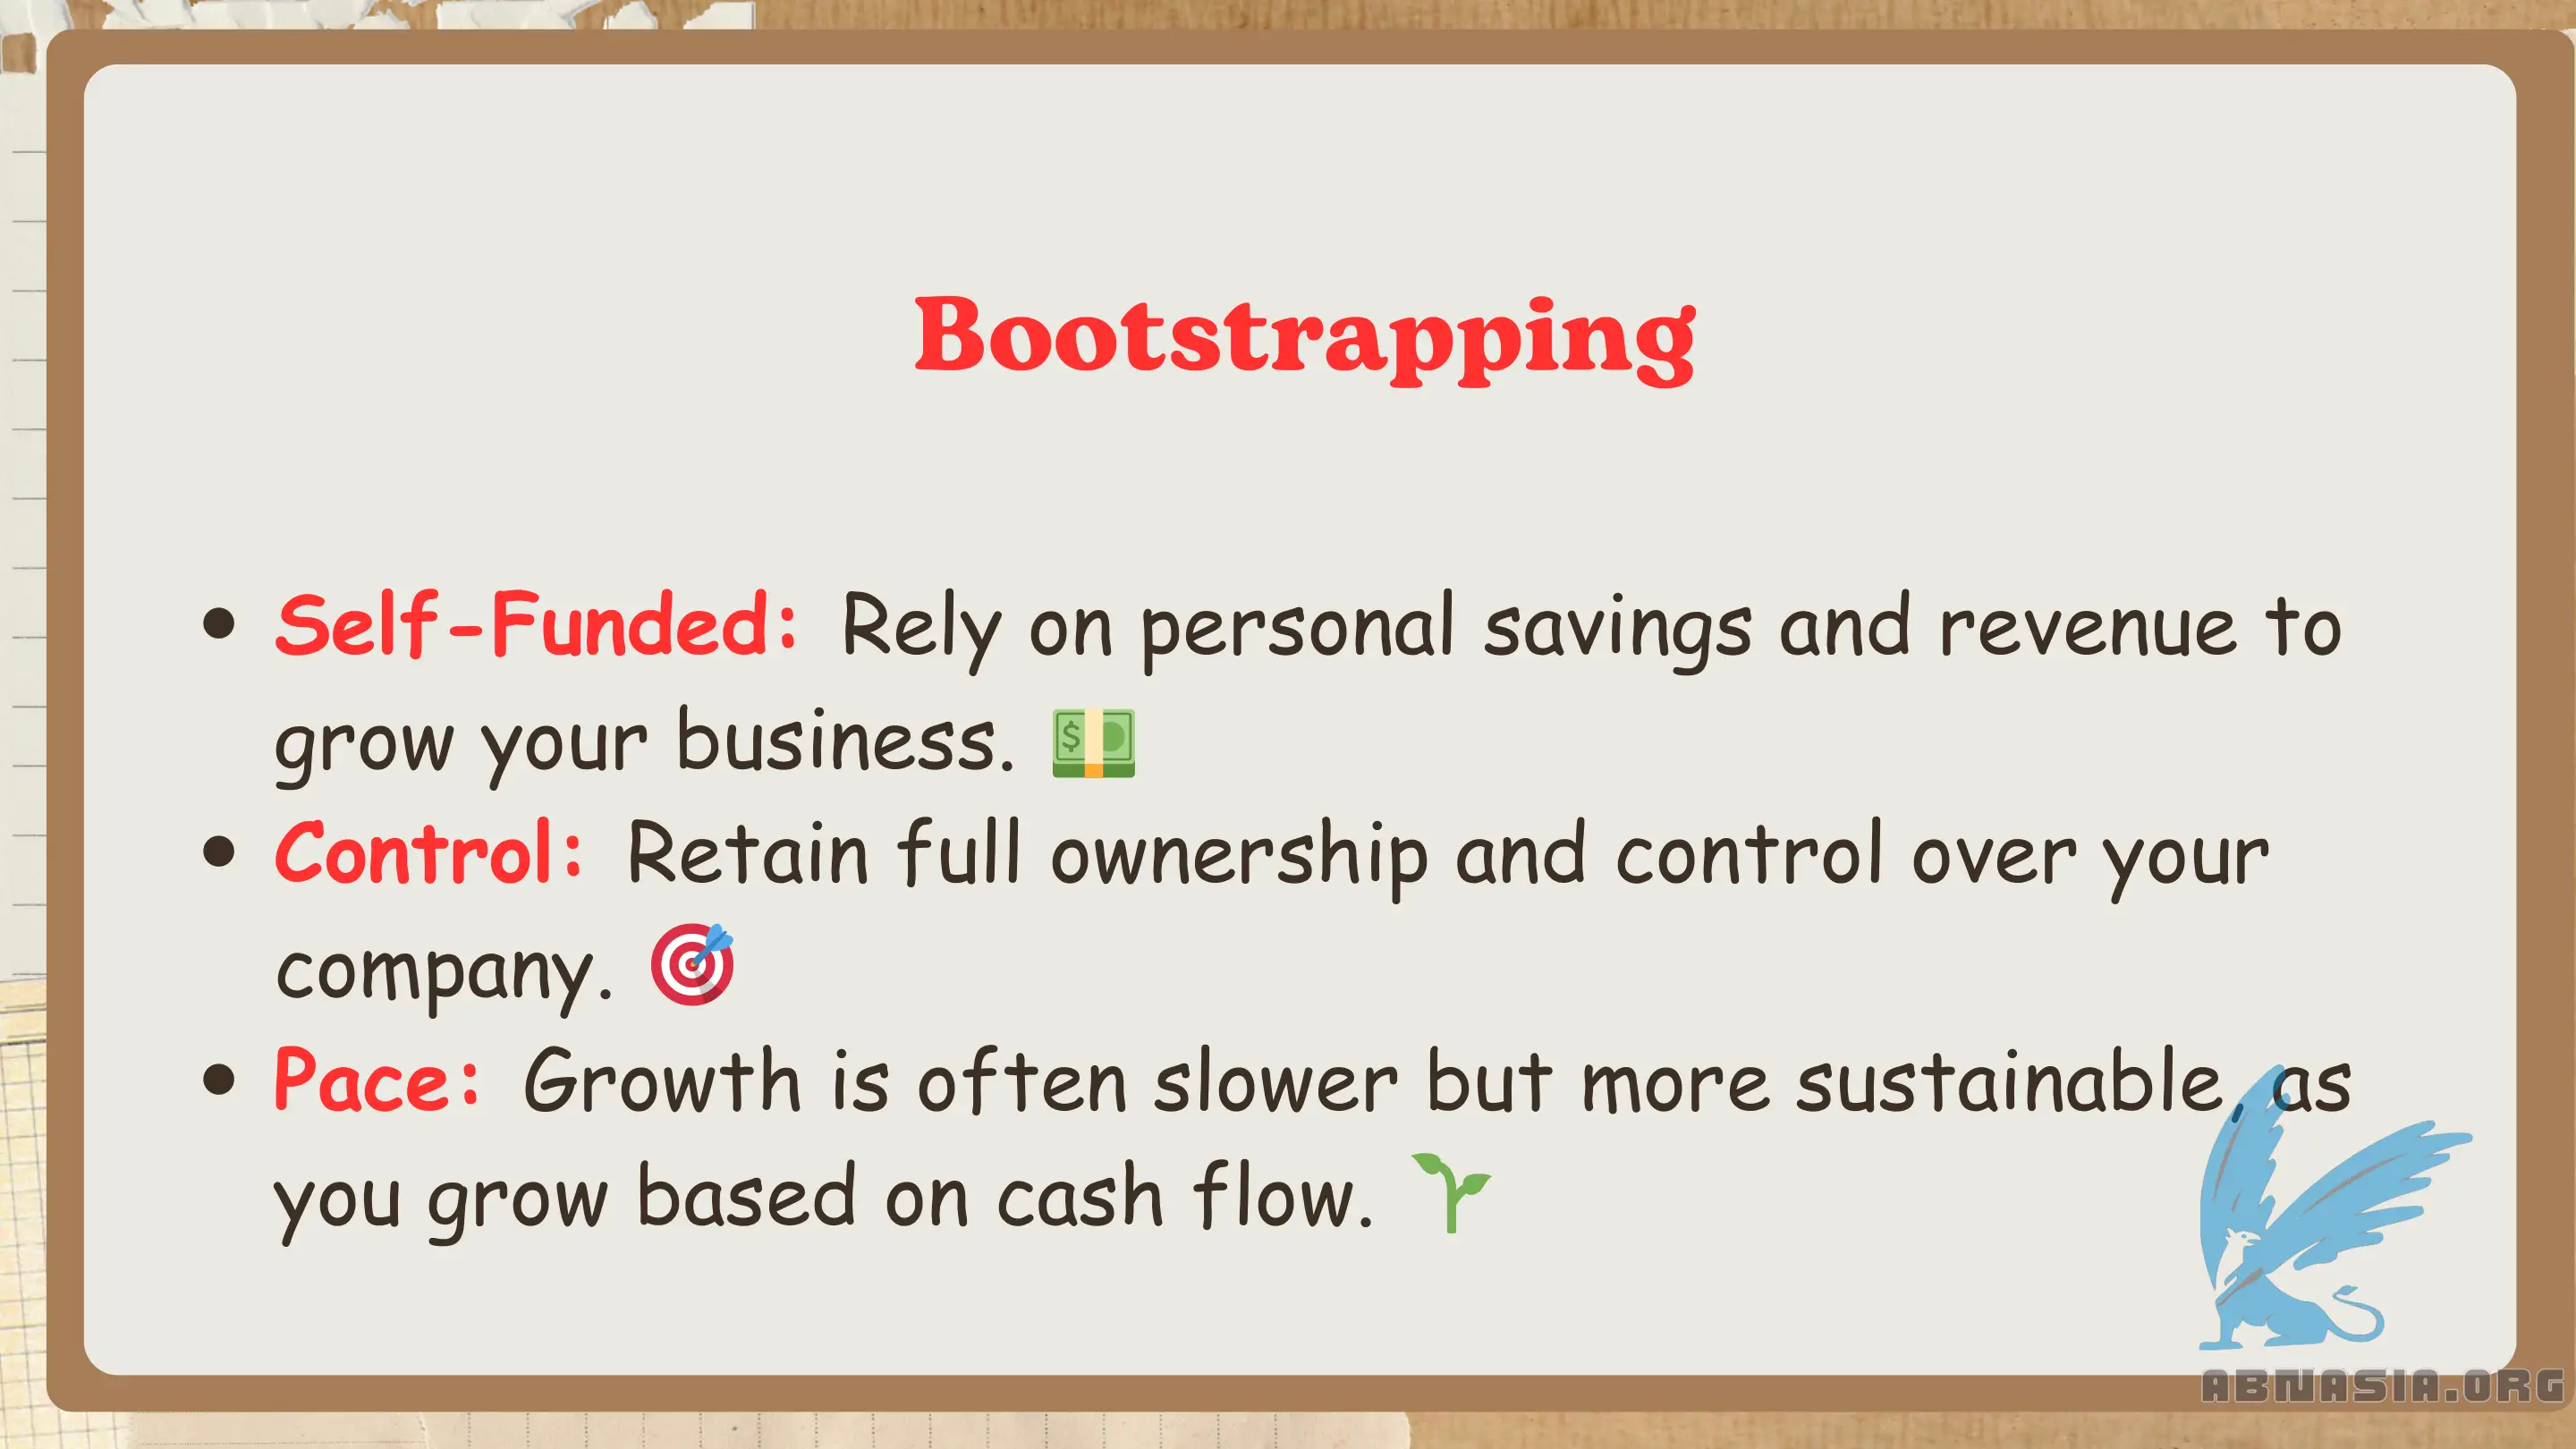 Bootstrapping
• Self-Funded: Rely on personal savings and revenue to
grow your business. 💵
• Control: Retain full ownership and control over your
company. 🎯
• Pace: Growth is often slower but more sustainable, as
you grow based on cash flow. 🌱
ABNASIA.ORG